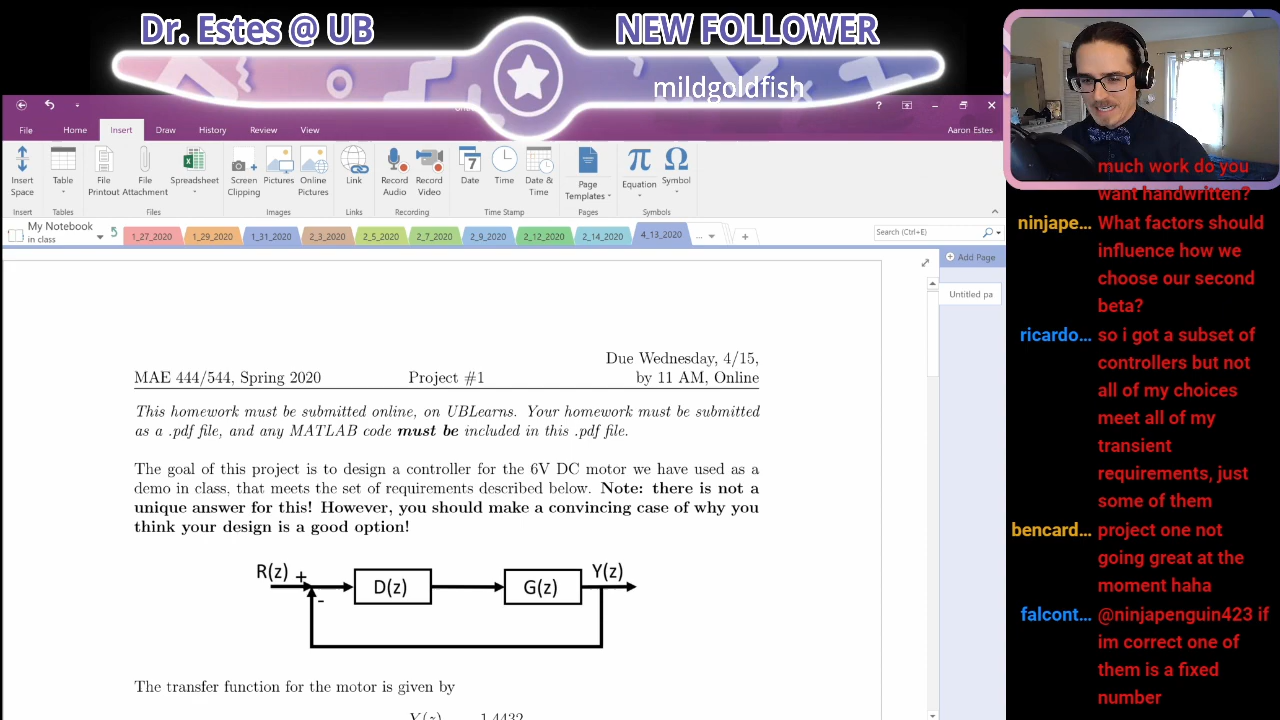 Dr. Estes @ UB
NEW FOLLOWER
mildgoldfish
File Home Insert Draw History Review View
Aaron Estes
Insert Space
Table
File Printout
File Attachment
Spreadsheet
Screen Clipping
Pictures
Online Pictures
Link
Record Audio
Record Video
Date
Time
Date & Time
Page Templates
Equation
Symbol
Insert Tables Files Images Links Recording Time Stamp Pages Symbols
My Notebook
in class
1_27_2020 1_29_2020 1_31_2020 2_3_2020 2_5_2020 2_7_2020 2_9_2020 2_12_2020 2_14_2020 4_13_2020 ...
Search (Ctrl+E)
Add Page
Untitled pa
Due Wednesday, 4/15,
MAE 444/544, Spring 2020 Project #1 by 11 AM, Online
This homework must be submitted online, on UBLearns. Your homework must be submitted
as a .pdf file, and any MATLAB code must be included in this .pdf file.
The goal of this project is to design a controller for the 6V DC motor we have used as a
demo in class, that meets the set of requirements described below. Note: there is not a
unique answer for this! However, you should make a convincing case of why you
think your design is a good option!
R(z) + - D(z) G(z) Y(z)
The transfer function for the motor is given by
Y(z) 1.4432
much work do you
want handwritten?
ninjape... What factors should
influence how we
choose our second
beta?
ricardo... so i got a subset of
controllers but not
all of my choices
meet all of my
transient
requirements, just
some of them
bencard... project one not
going great at the
moment haha
falcont... @ninjapenguin423 if
im correct one of
them is a fixed
number